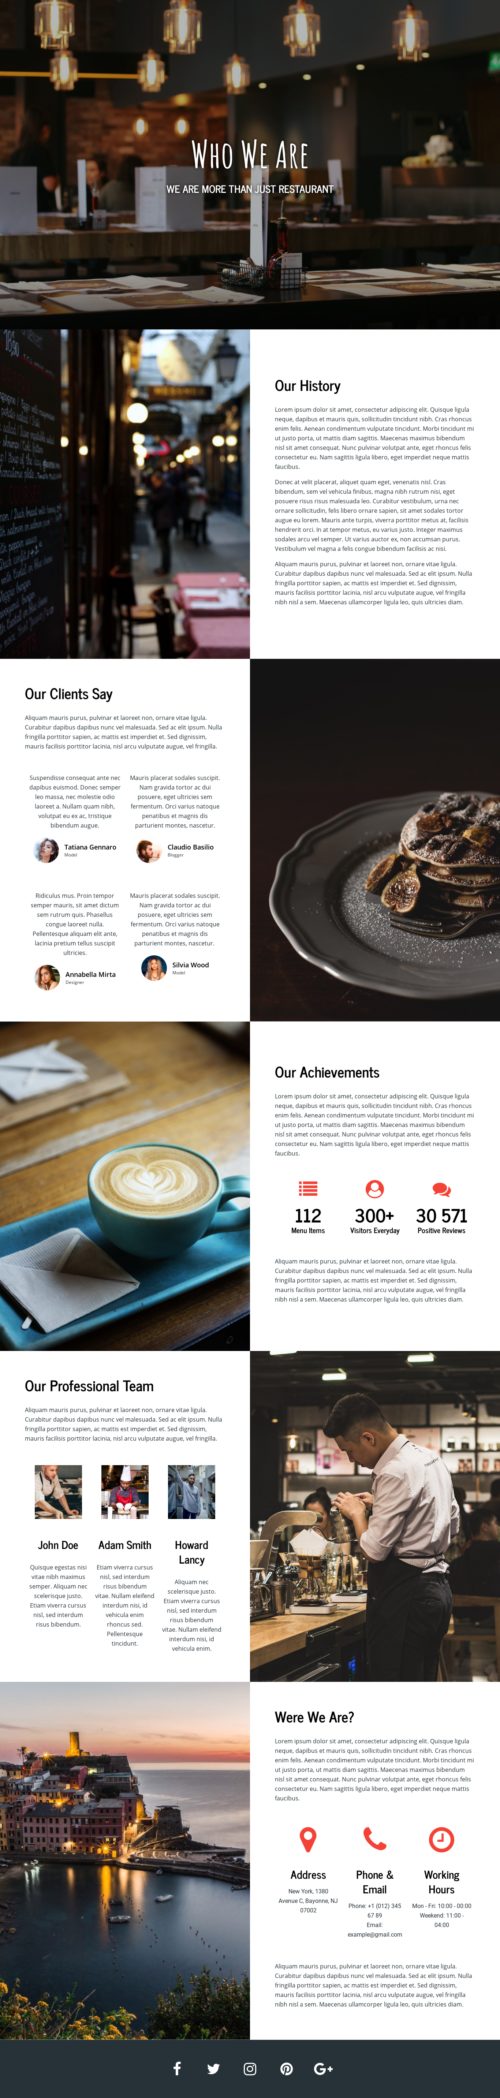 Who We Are
WE ARE MORE THAN JUST RESTAURANT
Our History
Lorem ipsum dolor sit amet, consectetur adipiscing elit. Quisque ligula
neque, dapibus et mauris quis, sollicitudin tincidunt nibh. Cras rhoncus
enim felis. Aenean condimentum vulputate tincidunt. Morbi tincidunt mi
ut justo porta, ut mattis diam sagittis. Maecenas maximus bibendum
nisl sit amet consequat. Nunc pulvinar volutpat ante, eget rhoncus felis
consectetur eu. Nam sagittis ligula libero, eget imperdiet neque mattis
faucibus.
Donec at velit placerat, aliquet quam eget, venenatis nisl. Cras
bibendum, sem vel vehicula finibus, magna nibh rutrum nisi, eget
posuere risus risus malesuada leo. Curabitur vestibulum, urna nec
ornare sollicitudin, felis libero ornare sapien, sit amet sodales tortor
augue eu lorem. Mauris ante turpis, viverra porttitor metus at, facilisis
hendrerit orci. In at tempor metus, eu varius justo. Integer maximus
sodales arcu vel semper. Ut varius auctor ex, non accumsan purus.
Vestibulum vel magna a felis congue bibendum facilisis ac nisi.
Aliquam mauris purus, pulvinar et laoreet non, ornare vitae ligula.
Curabitur dapibus dapibus nunc vel malesuada. Sed ac elit ipsum. Nulla
fringilla porttitor sapien, ac mattis est imperdiet et. Sed dignissim,
mauris facilisis porttitor lacinia, nisl arcu vulputate augue, vel fringilla
nibh nisl a sem. Maecenas ullamcorper ligula leo, quis ultricies diam.
Our Clients Say
Aliquam mauris purus, pulvinar et laoreet non, ornare vitae ligula.
Curabitur dapibus dapibus nunc vel malesuada. Sed ac elit ipsum. Nulla
fringilla porttitor sapien, ac mattis est imperdiet et. Sed dignissim,
mauris facilisis porttitor lacinia, nisl arcu vulputate augue, vel fringilla.
Suspendisse consequat ante nec
dapibus euismod. Donec semper
leo massa, nec molestie odio
laoreet a. Nullam quam nibh,
volutpat eu ex ac, tristique
bibendum augue.
Tatiana Gennaro
Model
Mauris placerat sodales suscipit.
Nam gravida tortor ac dui
posuere, eget ultricies sem
fermentum. Orci varius natoque
penatibus et magnis dis
parturient montes, nascetur.
Claudio Basilio
Blogger
Ridiculus mus. Proin tempor
semper mauris, sit amet dictum
sem rutrum quis. Phasellus
congue laoreet nulla.
Pellentesque aliquam elit ante,
lacinia pretium tellus suscipit
ultricies.
Annabella Mirta
Designer
Mauris placerat sodales suscipit.
Nam gravida tortor ac dui
posuere, eget ultricies sem
fermentum. Orci varius natoque
penatibus et magnis dis
parturient montes, nascetur.
Silvia Wood
Model
Our Achievements
Lorem ipsum dolor sit amet, consectetur adipiscing elit. Quisque ligula
neque, dapibus et mauris quis, sollicitudin tincidunt nibh. Cras rhoncus
enim felis. Aenean condimentum vulputate tincidunt. Morbi tincidunt mi
ut justo porta, ut mattis diam sagittis. Maecenas maximus bibendum
nisl sit amet consequat. Nunc pulvinar volutpat ante, eget rhoncus felis
consectetur eu. Nam sagittis ligula libero, eget imperdiet neque mattis
faucibus.
112
Menu Items
300+
Visitors Everyday
30 571
Positive Reviews
Aliquam mauris purus, pulvinar et laoreet non, ornare vitae ligula.
Curabitur dapibus dapibus nunc vel malesuada. Sed ac elit ipsum. Nulla
fringilla porttitor sapien, ac mattis est imperdiet et. Sed dignissim,
mauris facilisis porttitor lacinia, nisl arcu vulputate augue, vel fringilla
nibh nisl a sem. Maecenas ullamcorper ligula leo, quis ultricies diam.
Our Professional Team
Aliquam mauris purus, pulvinar et laoreet non, ornare vitae ligula.
Curabitur dapibus dapibus nunc vel malesuada. Sed ac elit ipsum. Nulla
fringilla porttitor sapien, ac mattis est imperdiet et. Sed dignissim,
mauris facilisis porttitor lacinia, nisl arcu vulputate augue, vel fringilla.
John Doe
Quisque egestas nisi
vitae nibh maximus
semper. Aliquam nec
scelerisque justo.
Etiam viverra cursus
nisl, sed interdum
risus bibendum.
Adam Smith
Etiam viverra cursus
nisl, sed interdum
risus bibendum
vitae. Nullam eleifend
interdum nisi, id
vehicula enim
rhoncus sed.
Pellentesque
tincidunt.
Howard
Lancy
Aliquam nec
scelerisque justo.
Etiam viverra cursus
nisl, sed interdum
risus bibendum
vitae. Nullam eleifend
interdum nisi, id
vehicula enim.
Were We Are?
Lorem ipsum dolor sit amet, consectetur adipiscing elit. Quisque ligula
neque, dapibus et mauris quis, sollicitudin tincidunt nibh. Cras rhoncus
enim felis. Aenean condimentum vulputate tincidunt. Morbi tincidunt mi
ut justo porta, ut mattis diam sagittis. Maecenas maximus bibendum
nisl sit amet consequat. Nunc pulvinar volutpat ante, eget rhoncus felis
consectetur eu. Nam sagittis ligula libero, eget imperdiet neque mattis
faucibus.
Address
New York, 1380
Avenue C, Bayonne, NJ
07002
Phone &
Email
Phone: +1 (012) 345
67 89
Email:
example@gmail.com
Working
Hours
Mon - Fri: 10:00 - 00:00
Weekend: 11:00 -
04:00
Aliquam mauris purus, pulvinar et laoreet non, ornare vitae ligula.
Curabitur dapibus dapibus nunc vel malesuada. Sed ac elit ipsum. Nulla
fringilla porttitor sapien, ac mattis est imperdiet et. Sed dignissim,
mauris facilisis porttitor lacinia, nisl arcu vulputate augue, vel fringilla
nibh nisl a sem. Maecenas ullamcorper ligula leo, quis ultricies diam.